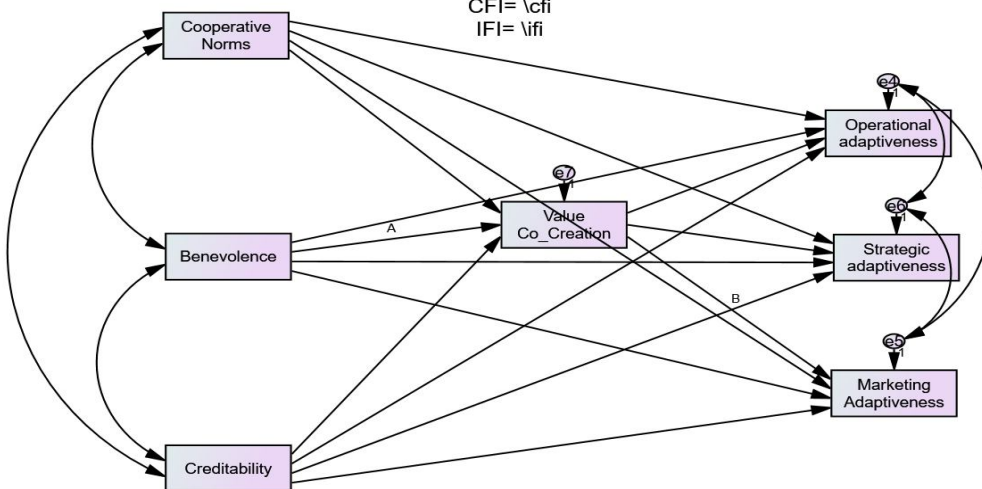 CFI= \cfi
IFI= \ifi
Cooperative
Norms
e4
1
Operational
adaptiveness
e7
1
Value
Co_Creation
e6
1
A
Benevolence
Strategic
adaptiveness
B
e5
1
Marketing
Adaptiveness
Creditability